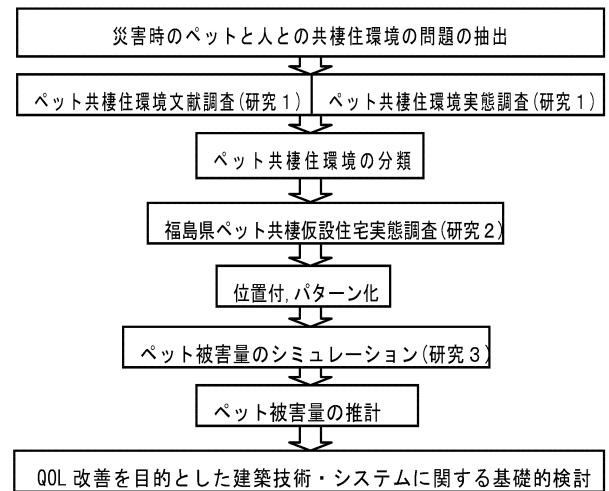 災害時のペットと人との共棲住環境の問題の抽出
ペット共棲住環境文献調査(研究1) ペット共棲住環境実態調査(研究1)
ペット共棲住環境の分類
福島県ペット共棲仮設住宅実態調査(研究2)
位置付,パターン化
ペット被害量のシミュレーション(研究3)
ペット被害量の推計
QOL改善を目的とした建築技術・システムに関する基礎的検討